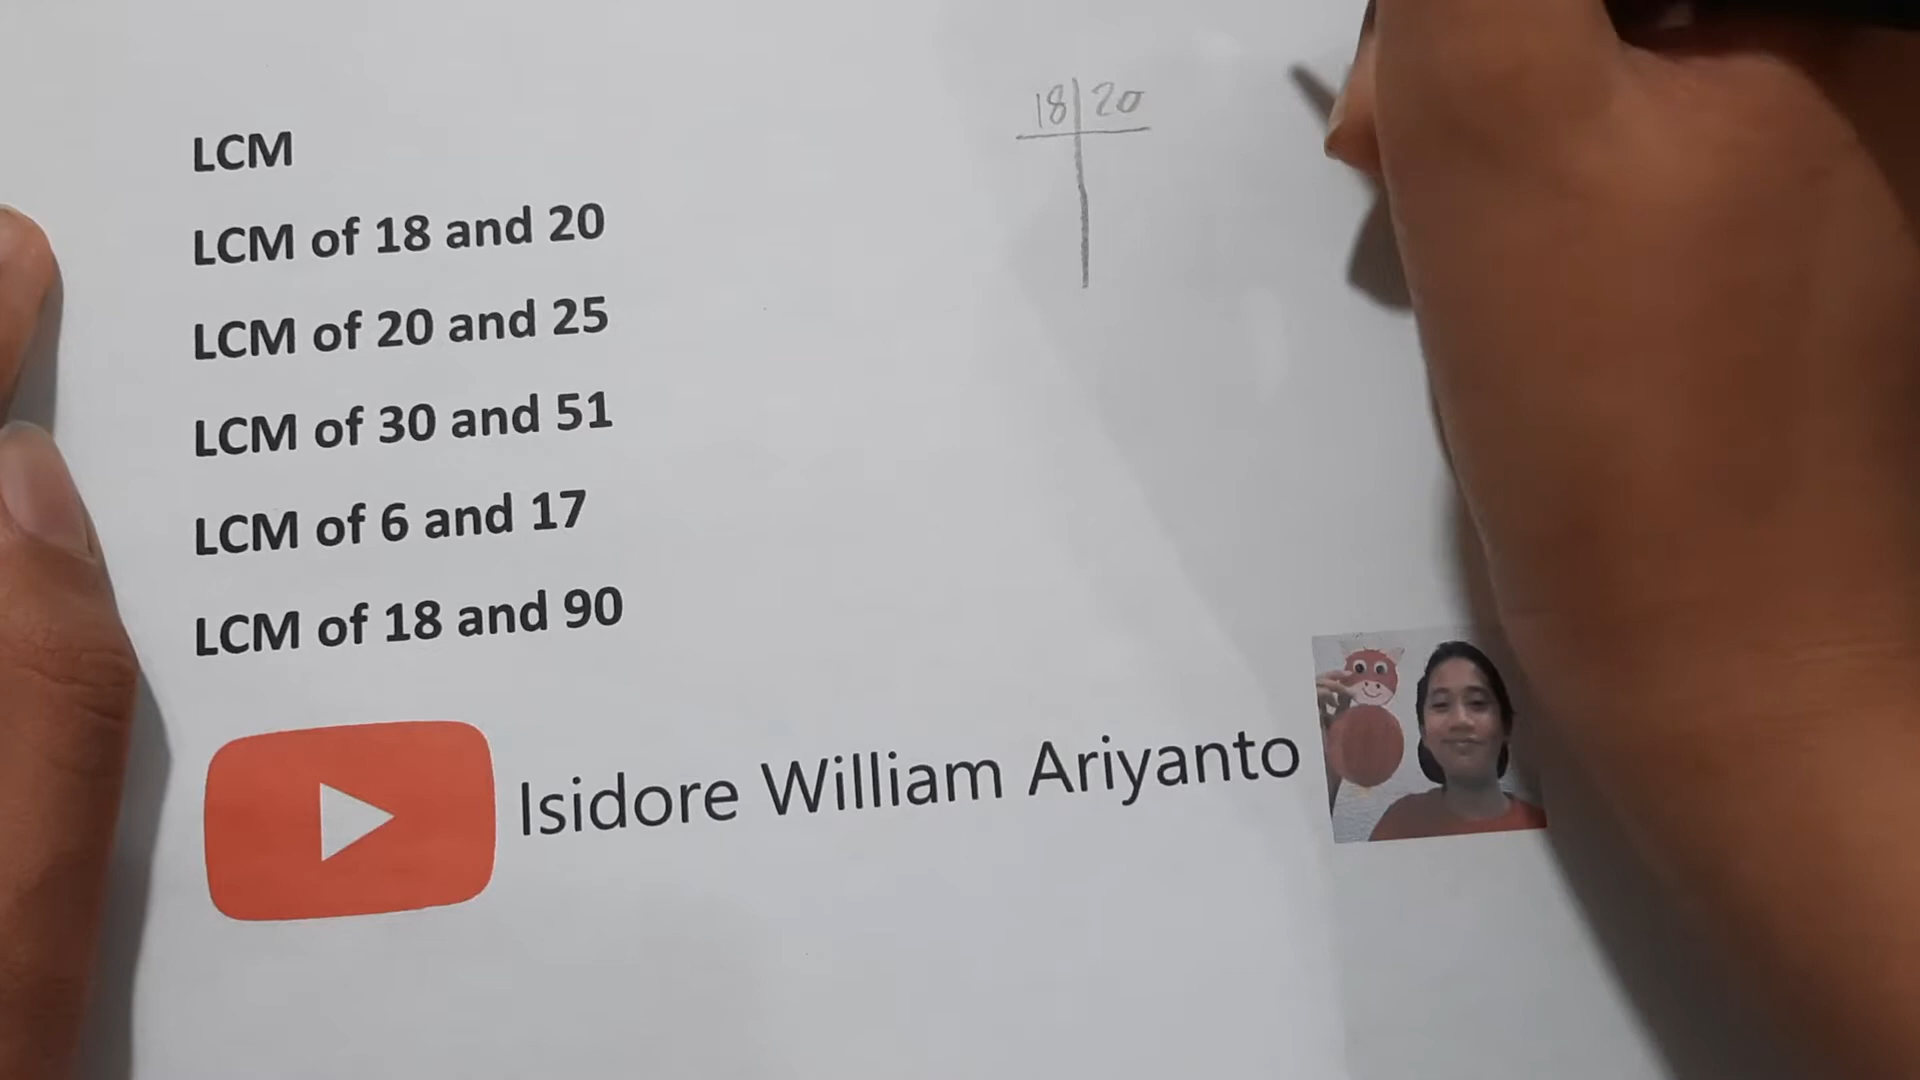 LCM
LCM of 18 and 20
LCM of 20 and 25
LCM of 30 and 51
LCM of 6 and 17
LCM of 18 and 90
Isidore William Ariyanto
18 20